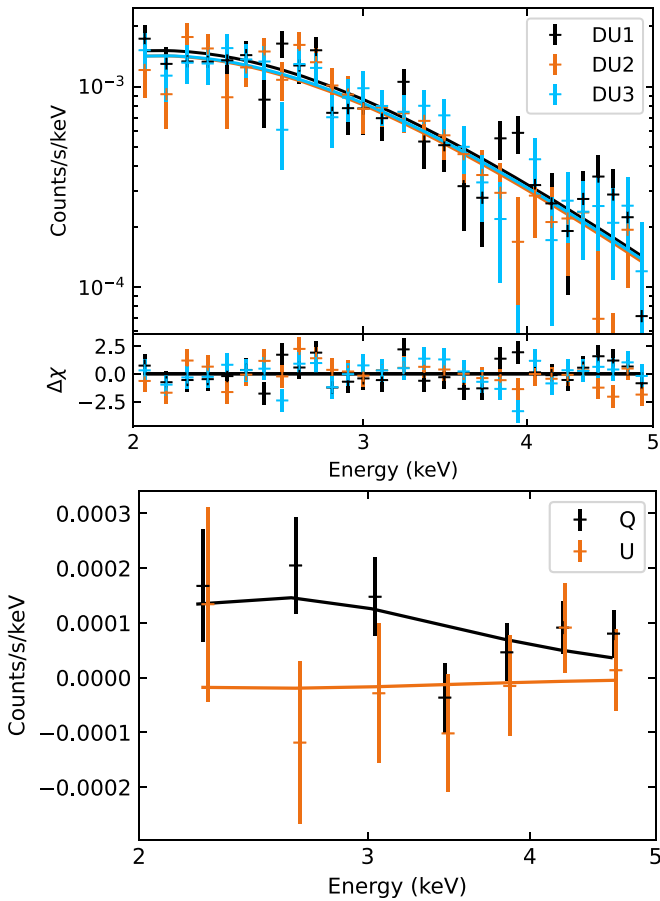 Counts/s/keV
10⁻³
10⁻⁴
DU1
DU2
DU3
Δχ
2.5
0.0
−2.5
2 3 4 5
Energy (keV)
Counts/s/keV
0.0003
0.0002
0.0001
0.0000
−0.0001
−0.0002
Q
U
2 3 4 5
Energy (keV)